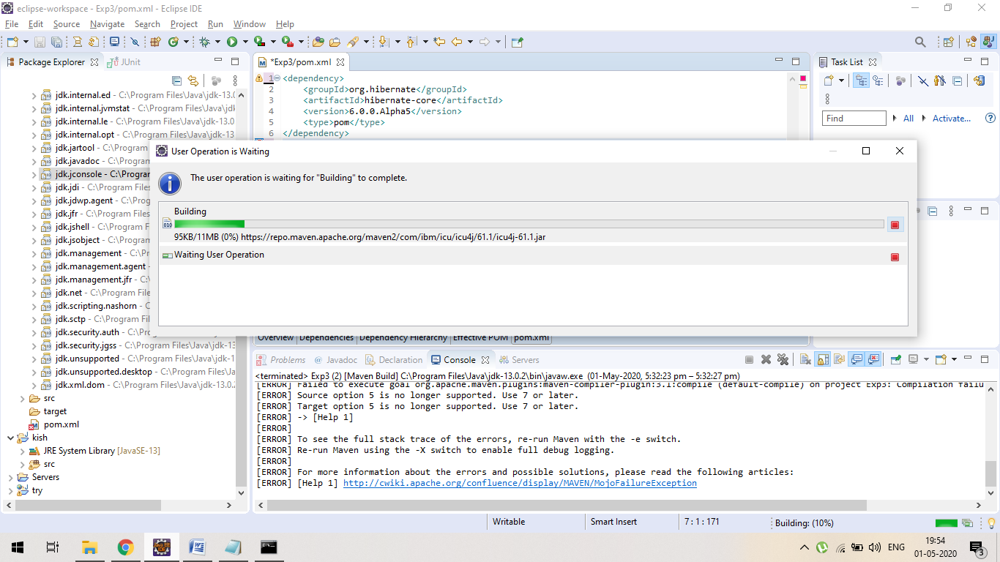 eclipse-workspace - Exp3/pom.xml - Eclipse IDE
File Edit Source Navigate Search Project Run Window Help
Package Explorer
JUnit
jdk.internal.ed - C:\Program Files\Java\jdk-13.0
jdk.internal.jvmstat - C:\Program Files\Java\jdk
jdk.internal.le - C:\Program Files\Java\jdk-13.0
jdk.internal.opt - C:\Program Files\Java\jdk-13
jdk.jartool - C:\Program
jdk.javadoc - C:\Program
jdk.jconsole - C:\Program
jdk.jdi - C:\Program Files
jdk.jdwp.agent - C:\Prog
jdk.jfr - C:\Program Files
jdk.jshell - C:\Program Fi
jdk.jsobject - C:\Program
jdk.management - C:\Pr
jdk.management.agent -
jdk.management.jfr - C:
jdk.net - C:\Program File
jdk.scripting.nashorn - C
jdk.sctp - C:\Program Fil
jdk.security.auth - C:\Program Files\Java\jdk-1
jdk.security.jgss - C:\Program Files\Java\jdk-13
jdk.unsupported - C:\Program Files\Java\jdk-1
jdk.unsupported.desktop - C:\Program Files\Ja
jdk.xml.dom - C:\Program Files\Java\jdk-13.0.2
src
target
pom.xml
kish
JRE System Library [JavaSE-13]
src
Servers
try
*Exp3/pom.xml
1 <dependency>
2 <groupId>org.hibernate</groupId>
3 <artifactId>hibernate-core</artifactId>
4 <version>6.0.0.Alpha5</version>
5 <type>pom</type>
6 </dependency>
Task List
Find All Activate...
User Operation is Waiting
The user operation is waiting for "Building" to complete.
Building
95KB/11MB (0%) https://repo.maven.apache.org/maven2/com/ibm/icu/icu4j/61.1/icu4j-61.1.jar
Waiting User Operation
Overview Dependencies Dependency Hierarchy Effective POM pom.xml
Problems Javadoc Declaration Console Servers
<terminated> Exp3 (2) [Maven Build] C:\Program Files\Java\jdk-13.0.2\bin\javaw.exe (01-May-2020, 5:32:23 pm – 5:32:27 pm)
[ERROR] Failed to execute goal org.apache.maven.plugins:maven-compiler-plugin:3.1:compile (default-compile) on project Exp3: Compilation failu
[ERROR] Source option 5 is no longer supported. Use 7 or later.
[ERROR] Target option 5 is no longer supported. Use 7 or later.
[ERROR] -> [Help 1]
[ERROR]
[ERROR] To see the full stack trace of the errors, re-run Maven with the -e switch.
[ERROR] Re-run Maven using the -X switch to enable full debug logging.
[ERROR]
[ERROR] For more information about the errors and possible solutions, please read the following articles:
[ERROR] [Help 1] http://cwiki.apache.org/confluence/display/MAVEN/MojoFailureException
Writable Smart Insert 7 : 1 : 171 Building: (10%)
ENG
19:54
01-05-2020
3